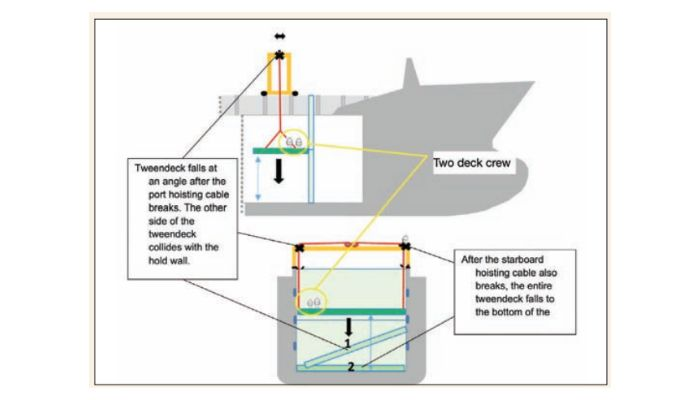 Two deck crew
Tweendeck falls at
an angle after the
port hoisting cable
breaks. The other
side of the
tweendeck
collides with the
hold wall.
After the starboard
hoisting cable also
breaks, the entire
tweendeck falls to
the bottom of the
1
2